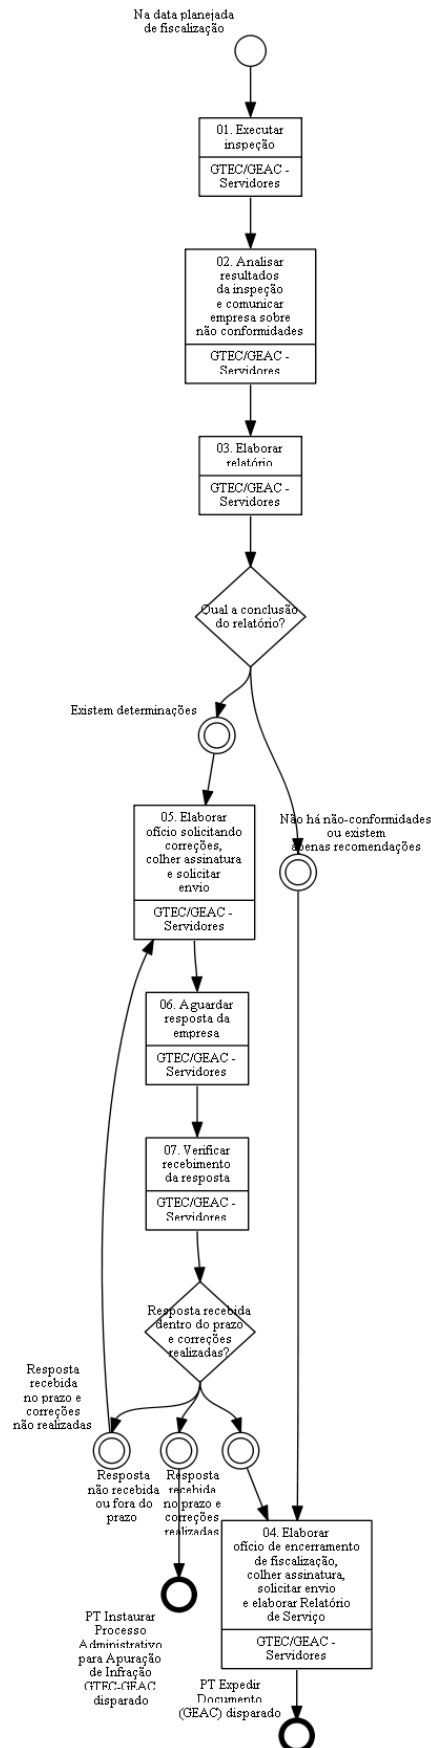 Na data planejada
de fiscalização
01. Executar
inspeção
GTEC/GEAC -
Servidores
02. Analisar
resultados
da inspeção
e comunicar
empresa sobre
não conformidades
GTEC/GEAC -
Servidores
03. Elaborar
relatório
GTEC/GEAC -
Servidores
Qual a conclusão
do relatório?
Existem determinações
Não há não-conformidades
ou existem
apenas recomendações
05. Elaborar
ofício solicitando
correções,
colher assinatura
e solicitar
envio
GTEC/GEAC -
Servidores
06. Aguardar
resposta da
empresa
GTEC/GEAC -
Servidores
07. Verificar
recebimento
da resposta
GTEC/GEAC -
Servidores
Resposta recebida
dentro do prazo
e correções
realizadas?
Resposta
recebida
no prazo e
correções
não realizadas
Resposta
não recebida
ou fora do
prazo
Resposta
recebida
no prazo e
correções
realizadas
04. Elaborar
ofício de encerramento
de fiscalização,
colher assinatura,
solicitar envio
e elaborar Relatório
de Serviço
GTEC/GEAC -
Servidores
PT Instaurar
Processo
Administrativo
para Apuração
de Infração
GTEC-GEAC
disparado
PT Expedir
Documento
(GEAC) disparado